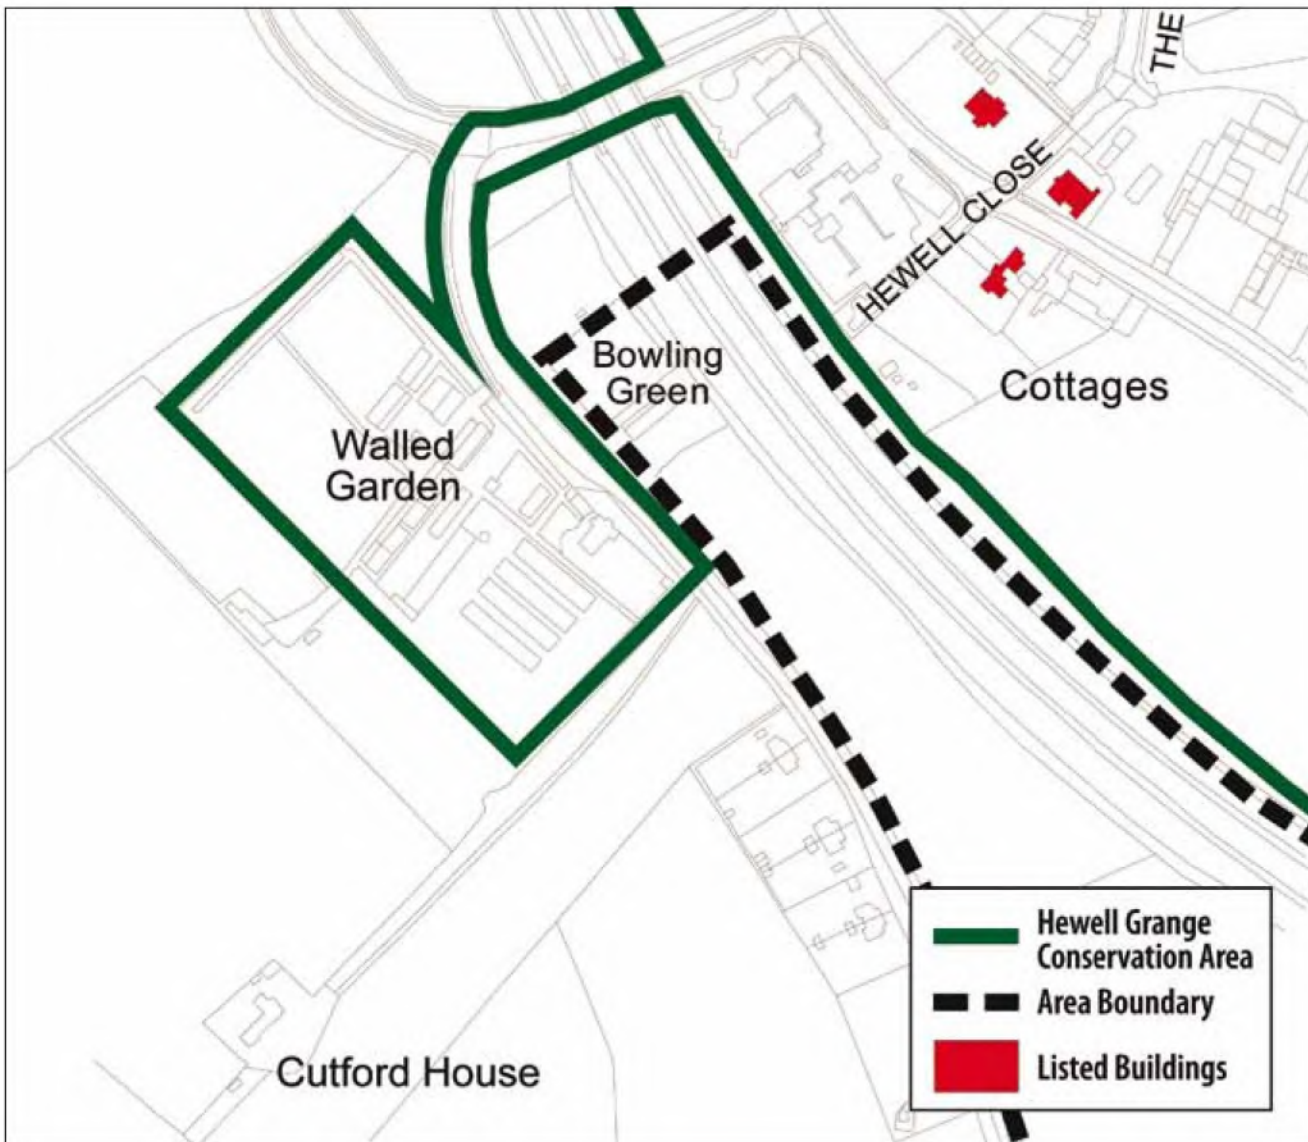 THE
HEWELL CLOSE
Bowling
Green
Cottages
Walled
Garden
Cutford House
Hewell Grange
Conservation Area
Area Boundary
Listed Buildings